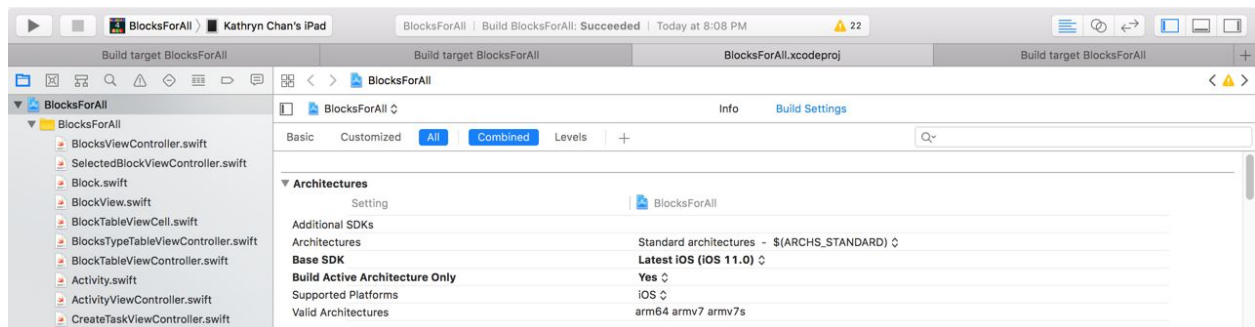 BlocksForAll Kathryn Chan's iPad BlocksForAll | Build BlocksForAll: Succeeded | Today at 8:08 PM 22
Build target BlocksForAll Build target BlocksForAll BlocksForAll.xcodeproj Build target BlocksForAll
BlocksForAll
BlocksForAll BlocksForAll Info Build Settings
BlocksForAll
Basic Customized All Combined Levels
BlocksViewController.swift
SelectedBlockViewController.swift
Block.swift Architectures
BlockView.swift Setting BlocksForAll
BlockTableViewCell.swift Additional SDKs
BlocksTypeTableViewController.swift Architectures Standard architectures - $(ARCHS_STANDARD)
BlockTableViewController.swift Base SDK Latest iOS (iOS 11.0)
Activity.swift Build Active Architecture Only Yes
ActivityViewController.swift Supported Platforms iOS
CreateTaskViewController.swift Valid Architectures arm64 armv7 armv7s